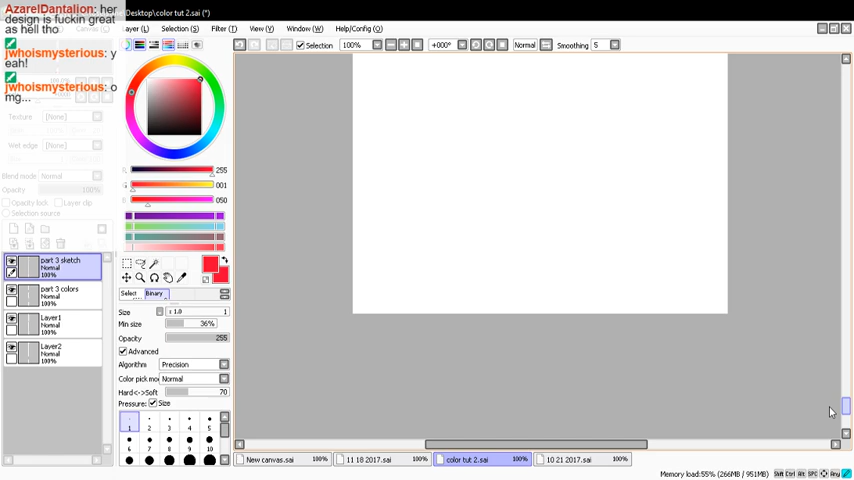 AzarelDantalion: her
design is fuckin great
as hell tho
jwhoismysterious: y
eah!
jwhoismysterious: o
mg...
Desktop\color tut 2.sai (*)
Layer (L)
Selection (S)
Filter (T)
View (V)
Window (W)
Help/Config (O)
Selection
100%
+000°
Normal
Smoothing
5
Texture
[None]
Wet edge
[None]
Blend mode
Normal
Opacity
100%
Opacity lock
Layer clip
Selection source
255
001
050
part 3 sketch
Normal
100%
part 3 colors
Normal
100%
Layer1
Normal
100%
Layer2
Normal
100%
Select
Binary
Size
x 1.0
1
Min size
36%
Opacity
255
Advanced
Algorithm
Precision
Color pick mo
Normal
Hard<->Soft
70
Pressure:
Size
1
2
3
4
5
6
7
8
9
10
New canvas.sai
100%
11 18 2017.sai
100%
color tut 2.sai
100%
10 21 2017.sai
100%
Memory load:55% (266MB / 951MB)
Shft Ctrl Alt SPC
Any